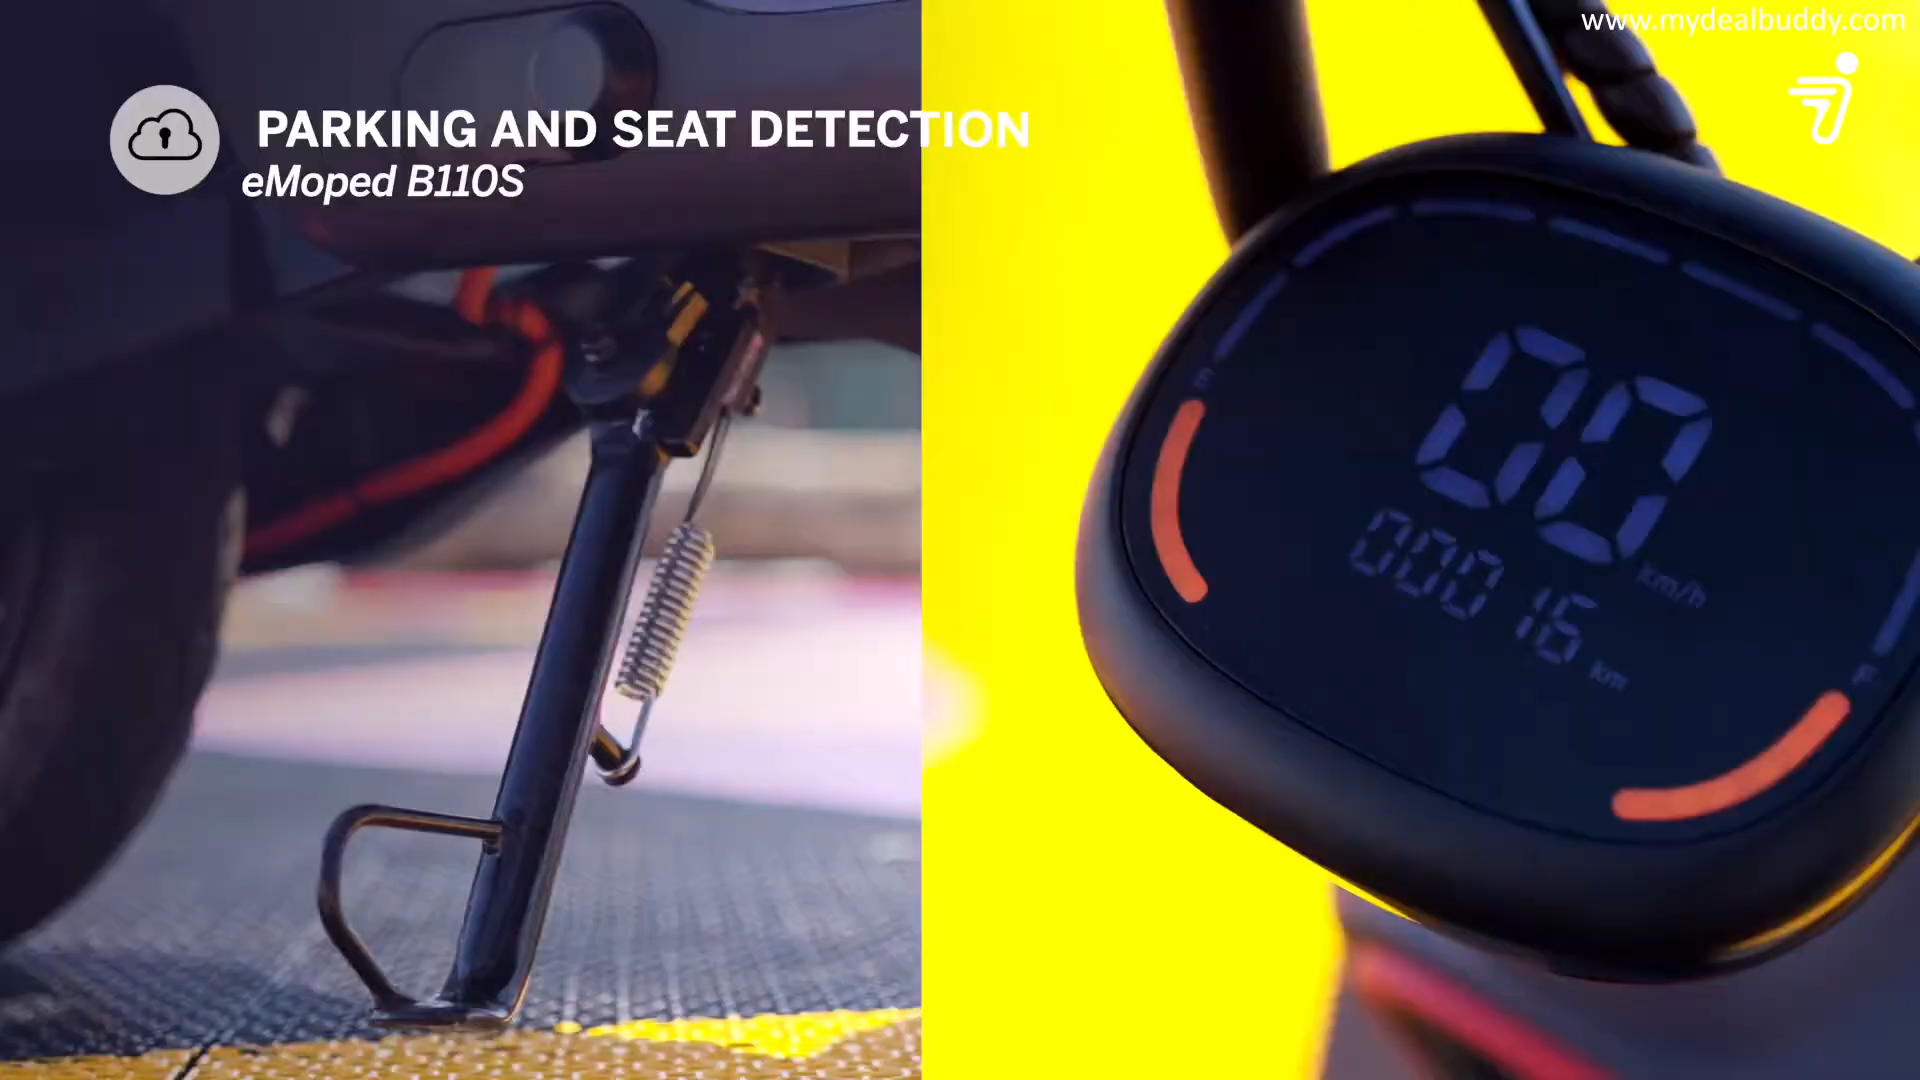 www.mydealbuddy.com
PARKING AND SEAT DETECTION
eMoped B110S
E
00
km/h
00016
km
F